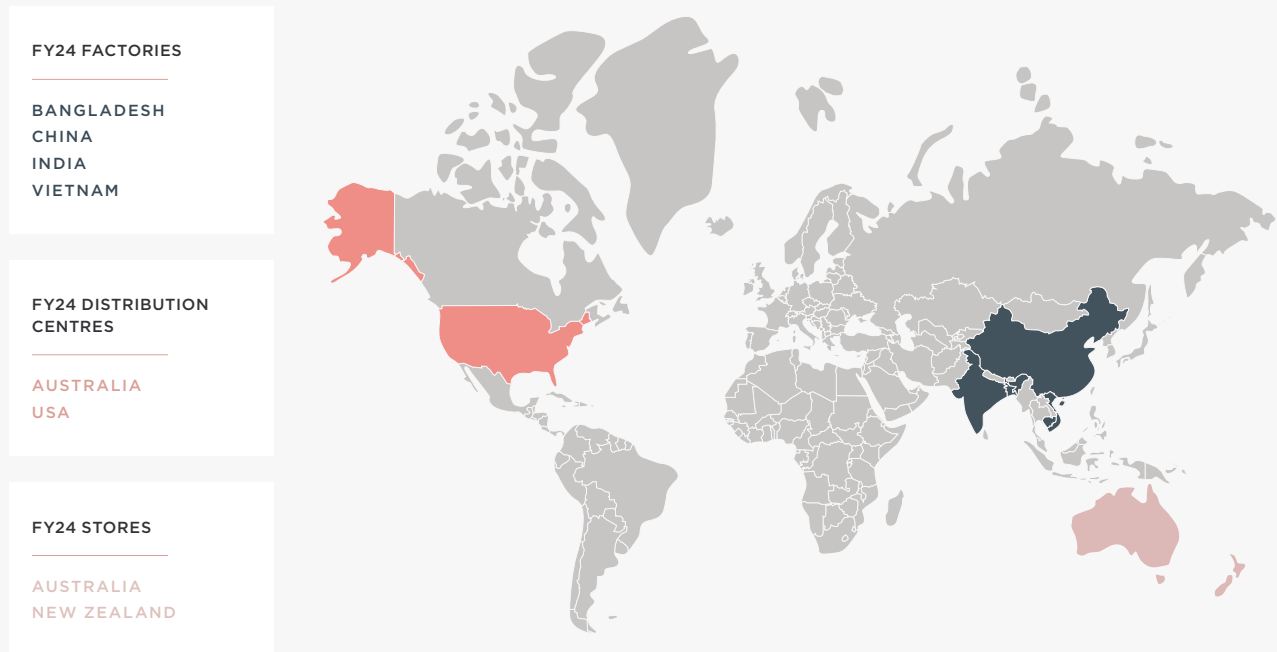 FY24 FACTORIES
BANGLADESH
CHINA
INDIA
VIETNAM
FY24 DISTRIBUTION
CENTRES
AUSTRALIA
USA
FY24 STORES
AUSTRALIA
NEW ZEALAND